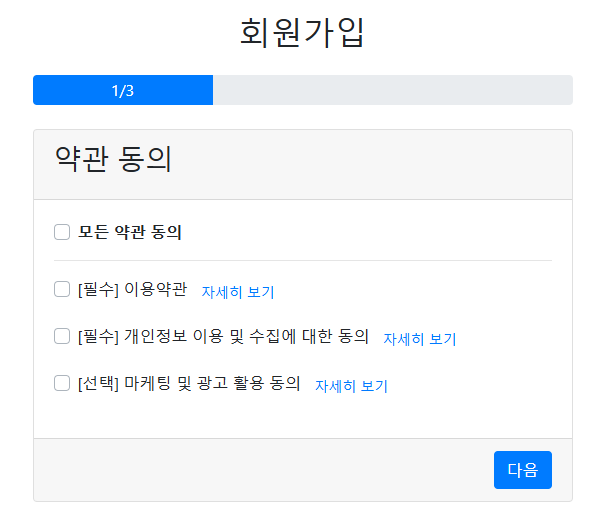 회원가입
1/3
약관 동의
모든 약관 동의
[필수] 이용약관 자세히 보기
[필수] 개인정보 이용 및 수집에 대한 동의 자세히 보기
[선택] 마케팅 및 광고 활용 동의 자세히 보기
다음